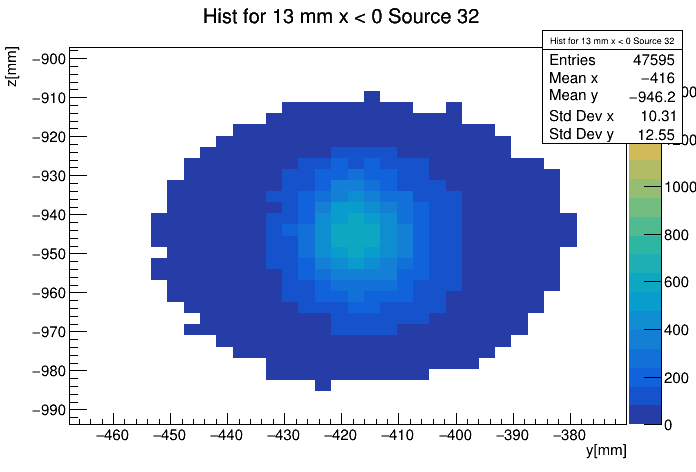 Hist for 13 mm x < 0 Source 32
z[mm]
Hist for 13 mm x < 0 Source 32
Entries 47595
Mean x −416
Mean y −946.2
Std Dev x 10.31
Std Dev y 12.55
−900
−910
−920
−930
−940
−950
−960
−970
−980
−990
1000
800
600
400
200
0
−460 −450 −440 −430 −420 −410 −400 −390 −380
y[mm]